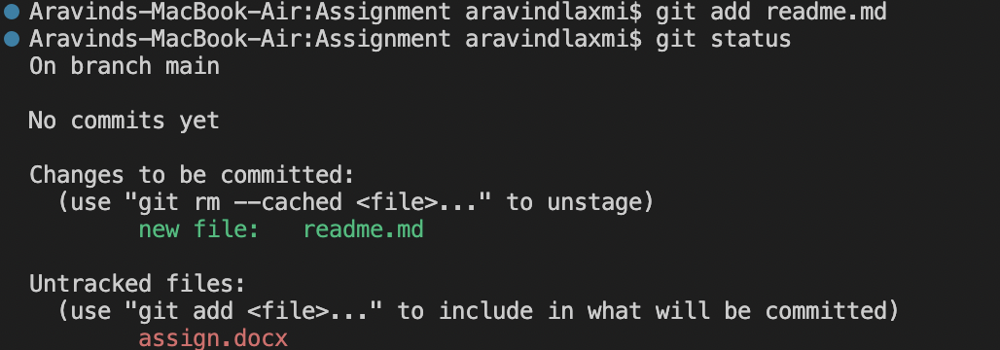 Aravinds-MacBook-Air:Assignment aravindlaxmi$ git add readme.md
Aravinds-MacBook-Air:Assignment aravindlaxmi$ git status
On branch main
No commits yet
Changes to be committed:
(use "git rm --cached <file>..." to unstage)
new file:   readme.md
Untracked files:
(use "git add <file>..." to include in what will be committed)
assign.docx